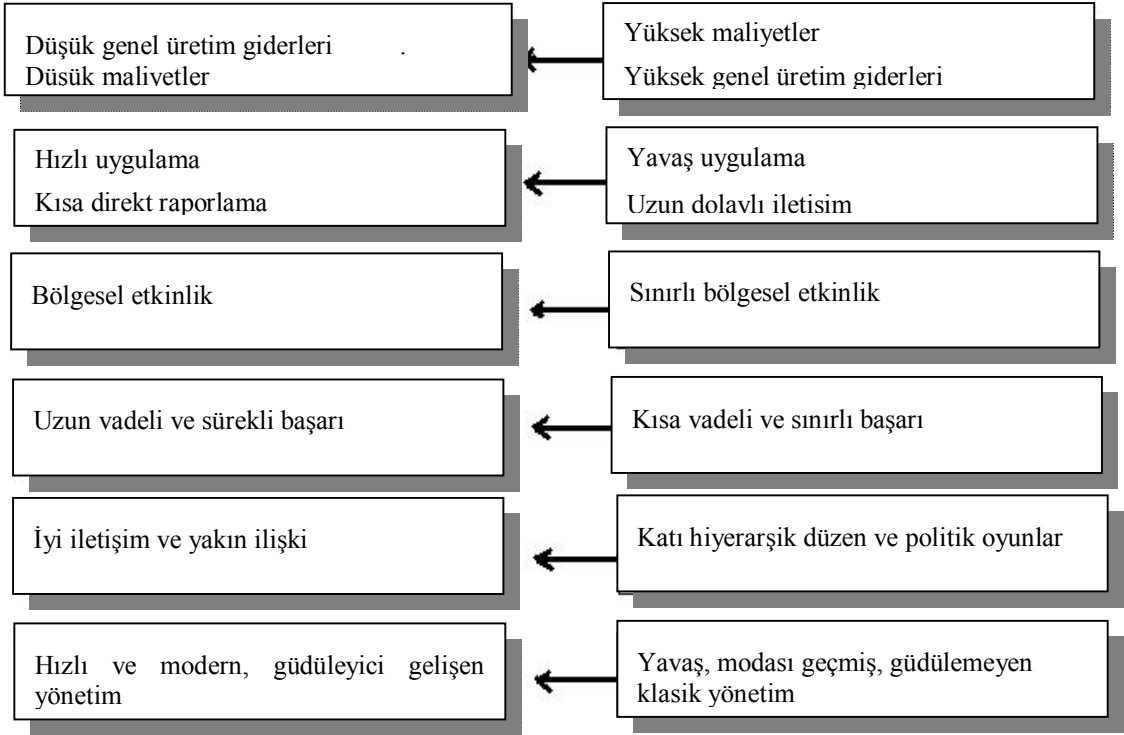 Düşük genel üretim giderleri .
Düsük malivetler
Yüksek maliyetler
Yüksek genel üretim giderleri
Hızlı uygulama
Kısa direkt raporlama
Yavaş uygulama
Uzun dolavlı iletisim
Bölgesel etkinlik
Sınırlı bölgesel etkinlik
Uzun vadeli ve sürekli başarı
Kısa vadeli ve sınırlı başarı
İyi iletişim ve yakın ilişki
Katı hiyerarşik düzen ve politik oyunlar
Hızlı ve modern, güdüleyici gelişen
yönetim
Yavaş, modası geçmiş, güdülemeyen
klasik yönetim